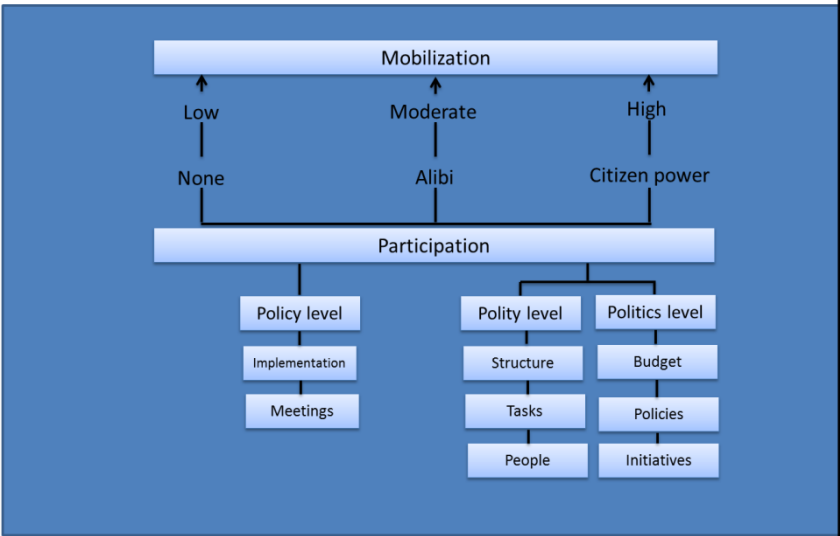 Mobilization
Low Moderate High
None Alibi Citizen power
Participation
Policy level Polity level Politics level
Implementation Structure Budget
Meetings Tasks Policies
People Initiatives